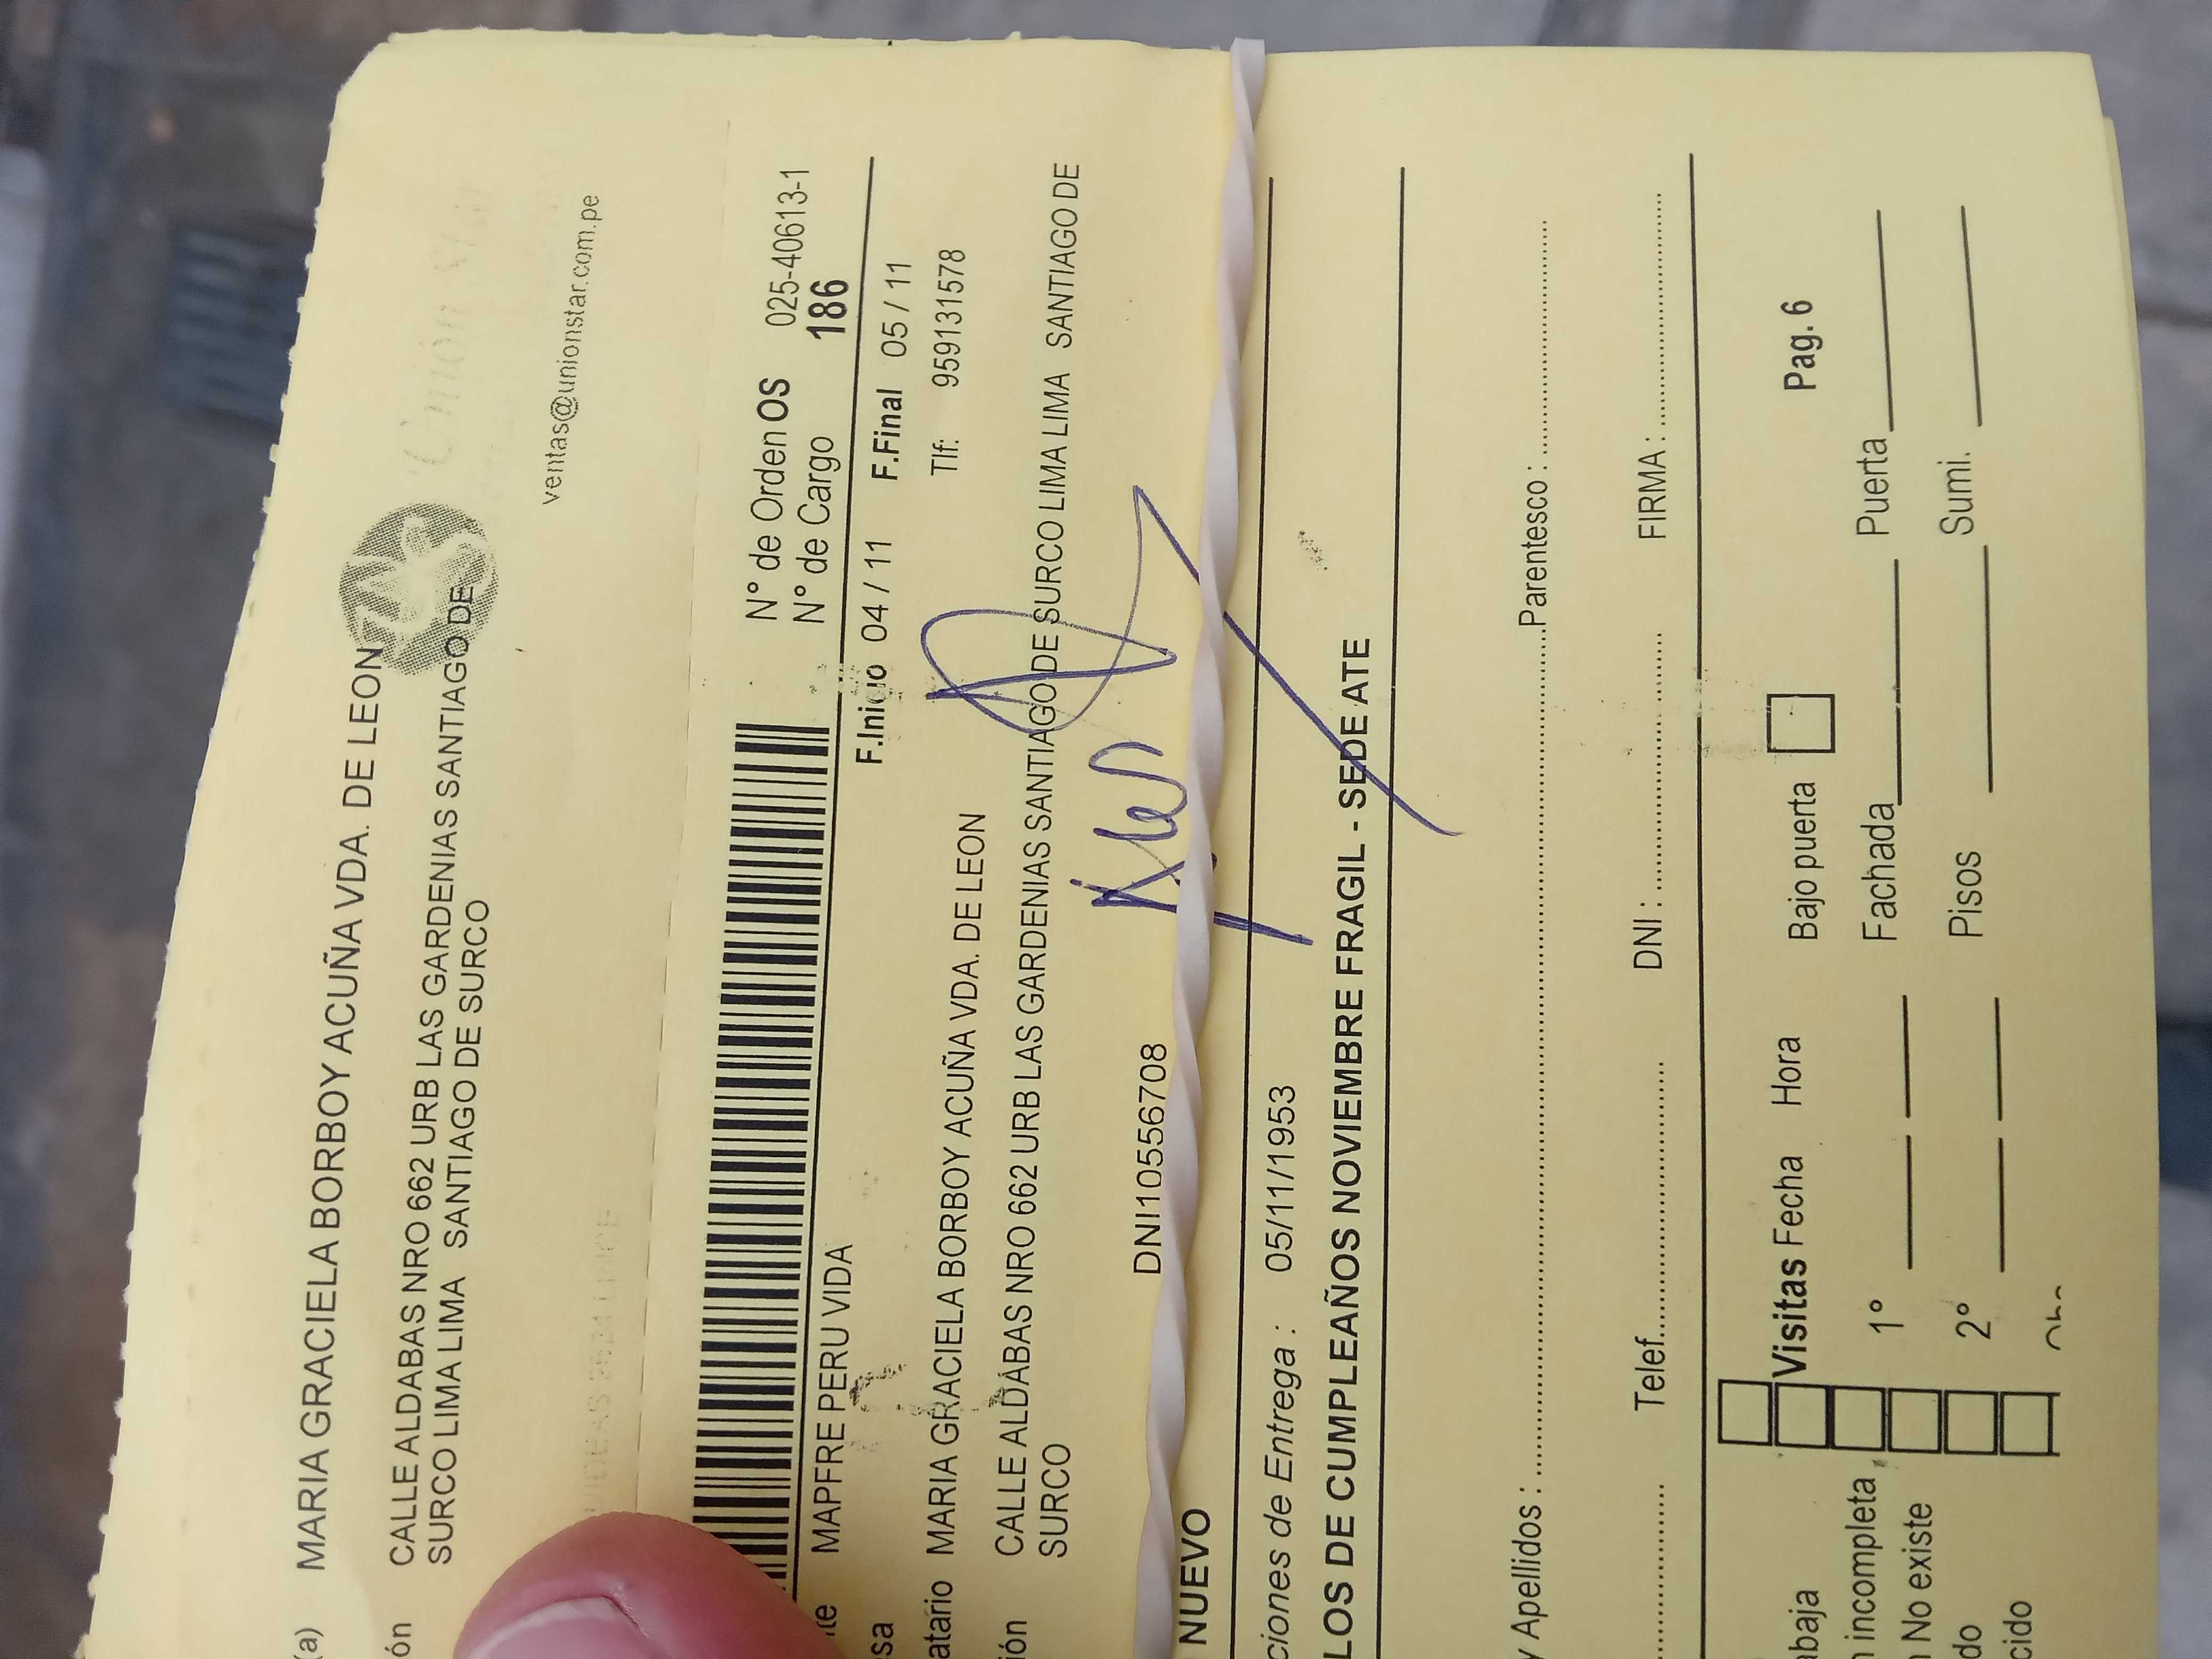 (a) MARIA GRACIELA BORBOY ACUÑA VDA. DE LEON
ón CALLE ALDABAS NRO 662 URB LAS GARDENIAS SANTIAGO DE
SURCO LIMA LIMA SANTIAGO DE SURCO
ventas@unionstar.com.pe
N° de Orden OS 025-40613-1
N° de Cargo 186
te MAPFRE PERU VIDA
F.Inicio 04 / 11 F.Final 05 / 11
sa
Tlf: 959131578
atario MARIA GRACIELA BORBOY ACUÑA VDA. DE LEON
ión CALLE ALDABAS NRO 662 URB LAS GARDENIAS SANTIAGO DE SURCO LIMA LIMA SANTIAGO DE
SURCO
DNI10556708
NUEVO
ciones de Entrega : 05/11/1953
LOS DE CUMPLEAÑOS NOVIEMBRE FRAGIL - SEDE ATE
y Apellidos : Parentesco :
Telef. DNI : FIRMA :
Visitas Fecha Hora Bajo puerta Pag. 6
abaja
1° Fachada Puerta
n incompleta
2° Pisos Sumi.
No existe
do
cido